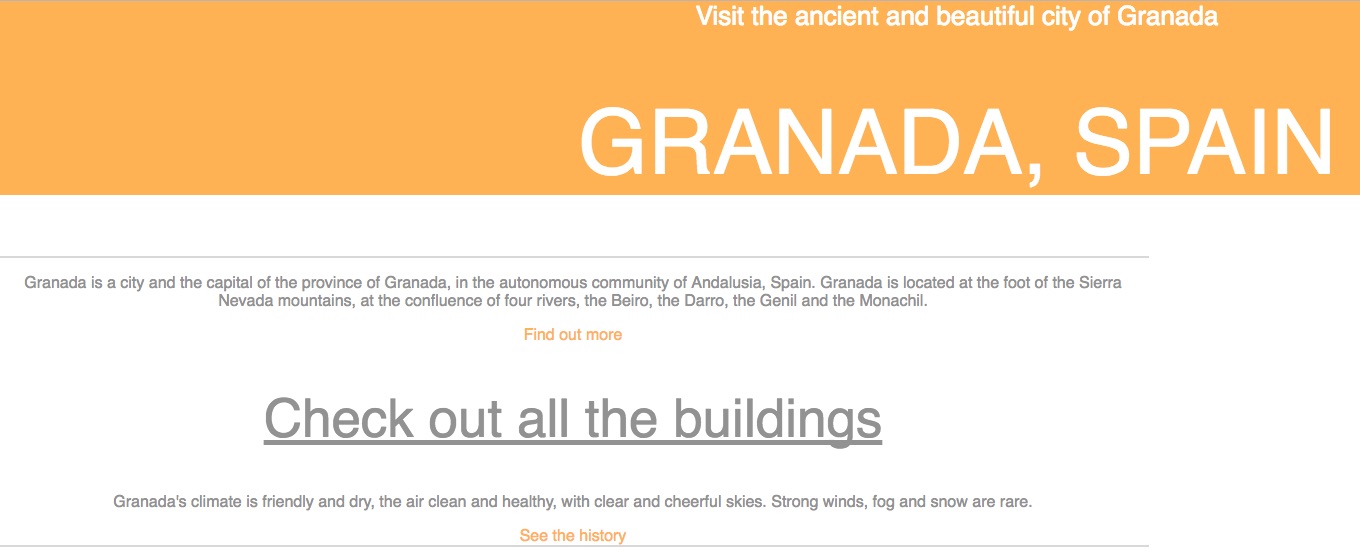 Visit the ancient and beautiful city of Granada
GRANADA, SPAIN
Granada is a city and the capital of the province of Granada, in the autonomous community of Andalusia, Spain. Granada is located at the foot of the Sierra
Nevada mountains, at the confluence of four rivers, the Beiro, the Darro, the Genil and the Monachil.
Find out more
Check out all the buildings
Granada's climate is friendly and dry, the air clean and healthy, with clear and cheerful skies. Strong winds, fog and snow are rare.
See the history